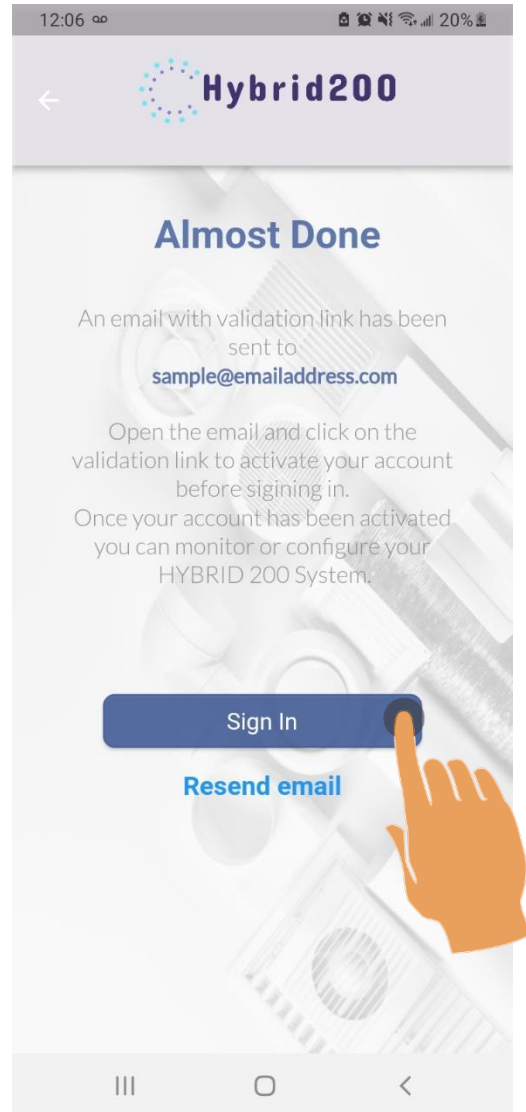 12:06
20%
Hybrid200
Almost Done
An email with validation link has been
sent to
sample@emailaddress.com
Open the email and click on the
validation link to activate your account
before sigining in.
Once your account has been activated
you can monitor or configure your
HYBRID 200 System.
Sign In
Resend email